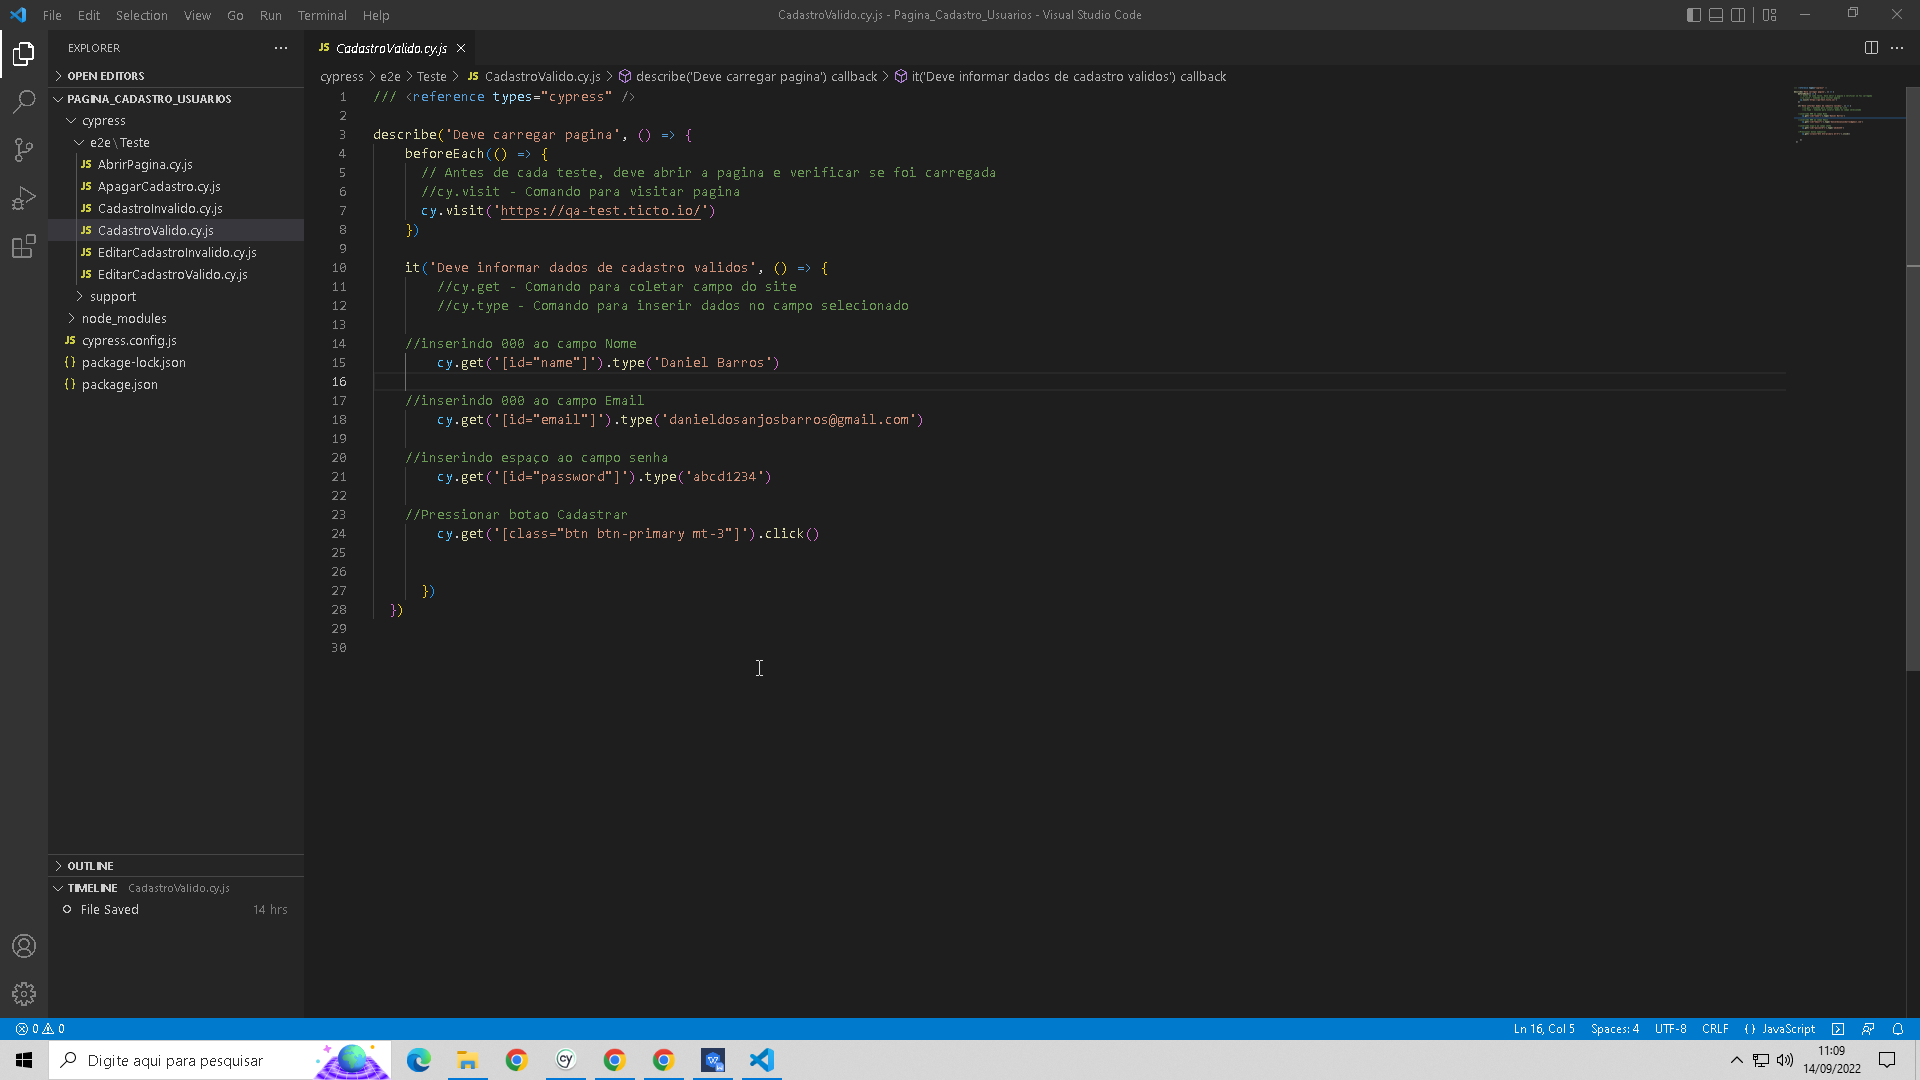 File Edit Selection View Go Run Terminal Help
CadastroValido.cy.js - Pagina_Cadastro_Usuarios - Visual Studio Code
EXPLORER
OPEN EDITORS
PAGINA_CADASTRO_USUARIOS
cypress
e2e\Teste
JS AbrirPagina.cy.js
JS ApagarCadastro.cy.js
JS CadastroInvalido.cy.js
JS CadastroValido.cy.js
JS EditarCadastroInvalido.cy.js
JS EditarCadastroValido.cy.js
support
node_modules
JS cypress.config.js
{} package-lock.json
{} package.json
OUTLINE
TIMELINE CadastroValido.cy.js
File Saved 14 hrs
JS CadastroValido.cy.js
cypress > e2e > Teste > JS CadastroValido.cy.js > describe('Deve carregar pagina') callback > it('Deve informar dados de cadastro validos') callback
1 /// <reference types="cypress" />
2
3 describe('Deve carregar pagina', () => {
4 beforeEach(() => {
5 // Antes de cada teste, deve abrir a pagina e verificar se foi carregada
6 //cy.visit - Comando para visitar pagina
7 cy.visit('https://qa-test.ticto.io/')
8 })
9
10 it('Deve informar dados de cadastro validos', () => {
11 //cy.get - Comando para coletar campo do site
12 //cy.type - Comando para inserir dados no campo selecionado
13
14 //inserindo 000 ao campo Nome
15 cy.get('[id="name"]').type('Daniel Barros')
16
17 //inserindo 000 ao campo Email
18 cy.get('[id="email"]').type('danieldosanjosbarros@gmail.com')
19
20 //inserindo espaço ao campo senha
21 cy.get('[id="password"]').type('abcd1234')
22
23 //Pressionar botao Cadastrar
24 cy.get('[class="btn btn-primary mt-3"]').click()
25
26
27 })
28 })
29
30
0 0
Ln 16, Col 5 Spaces: 4 UTF-8 CRLF {} JavaScript
Digite aqui para pesquisar
cy
11:09
14/09/2022